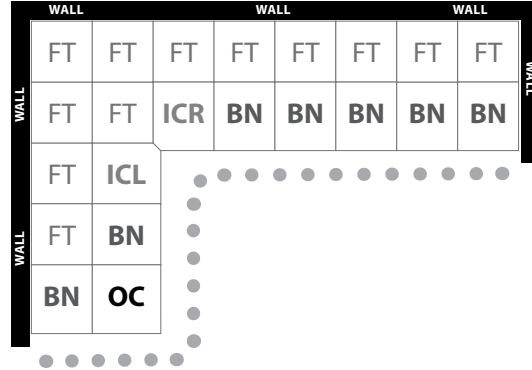 WALL WALL WALL
FT FT FT FT FT FT FT FT
FT FT ICR BN BN BN BN BN
FT ICL
FT BN
BN OC
WALL
WALL
WALL